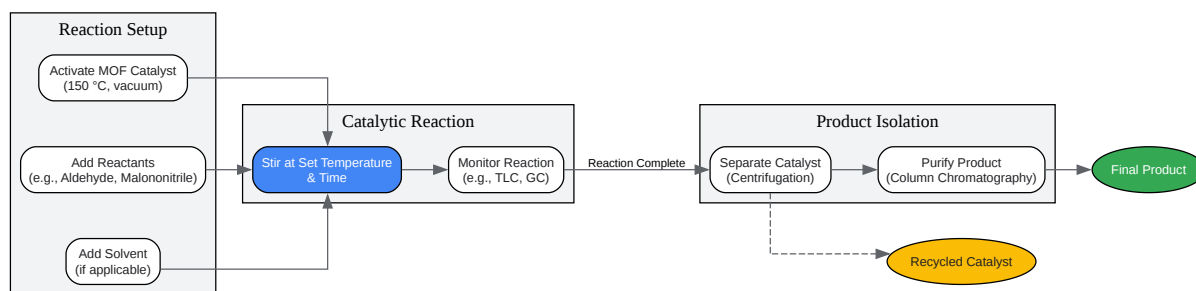 Reaction Setup
Activate MOF Catalyst
(150 °C, vacuum)
Add Reactants
(e.g., Aldehyde, Malononitrile)
Add Solvent
(if applicable)
Catalytic Reaction
Stir at Set Temperature
& Time
Monitor Reaction
(e.g., TLC, GC)
Reaction Complete
Product Isolation
Separate Catalyst
(Centrifugation)
Purify Product
(Column Chromatography)
Final Product
Recycled Catalyst